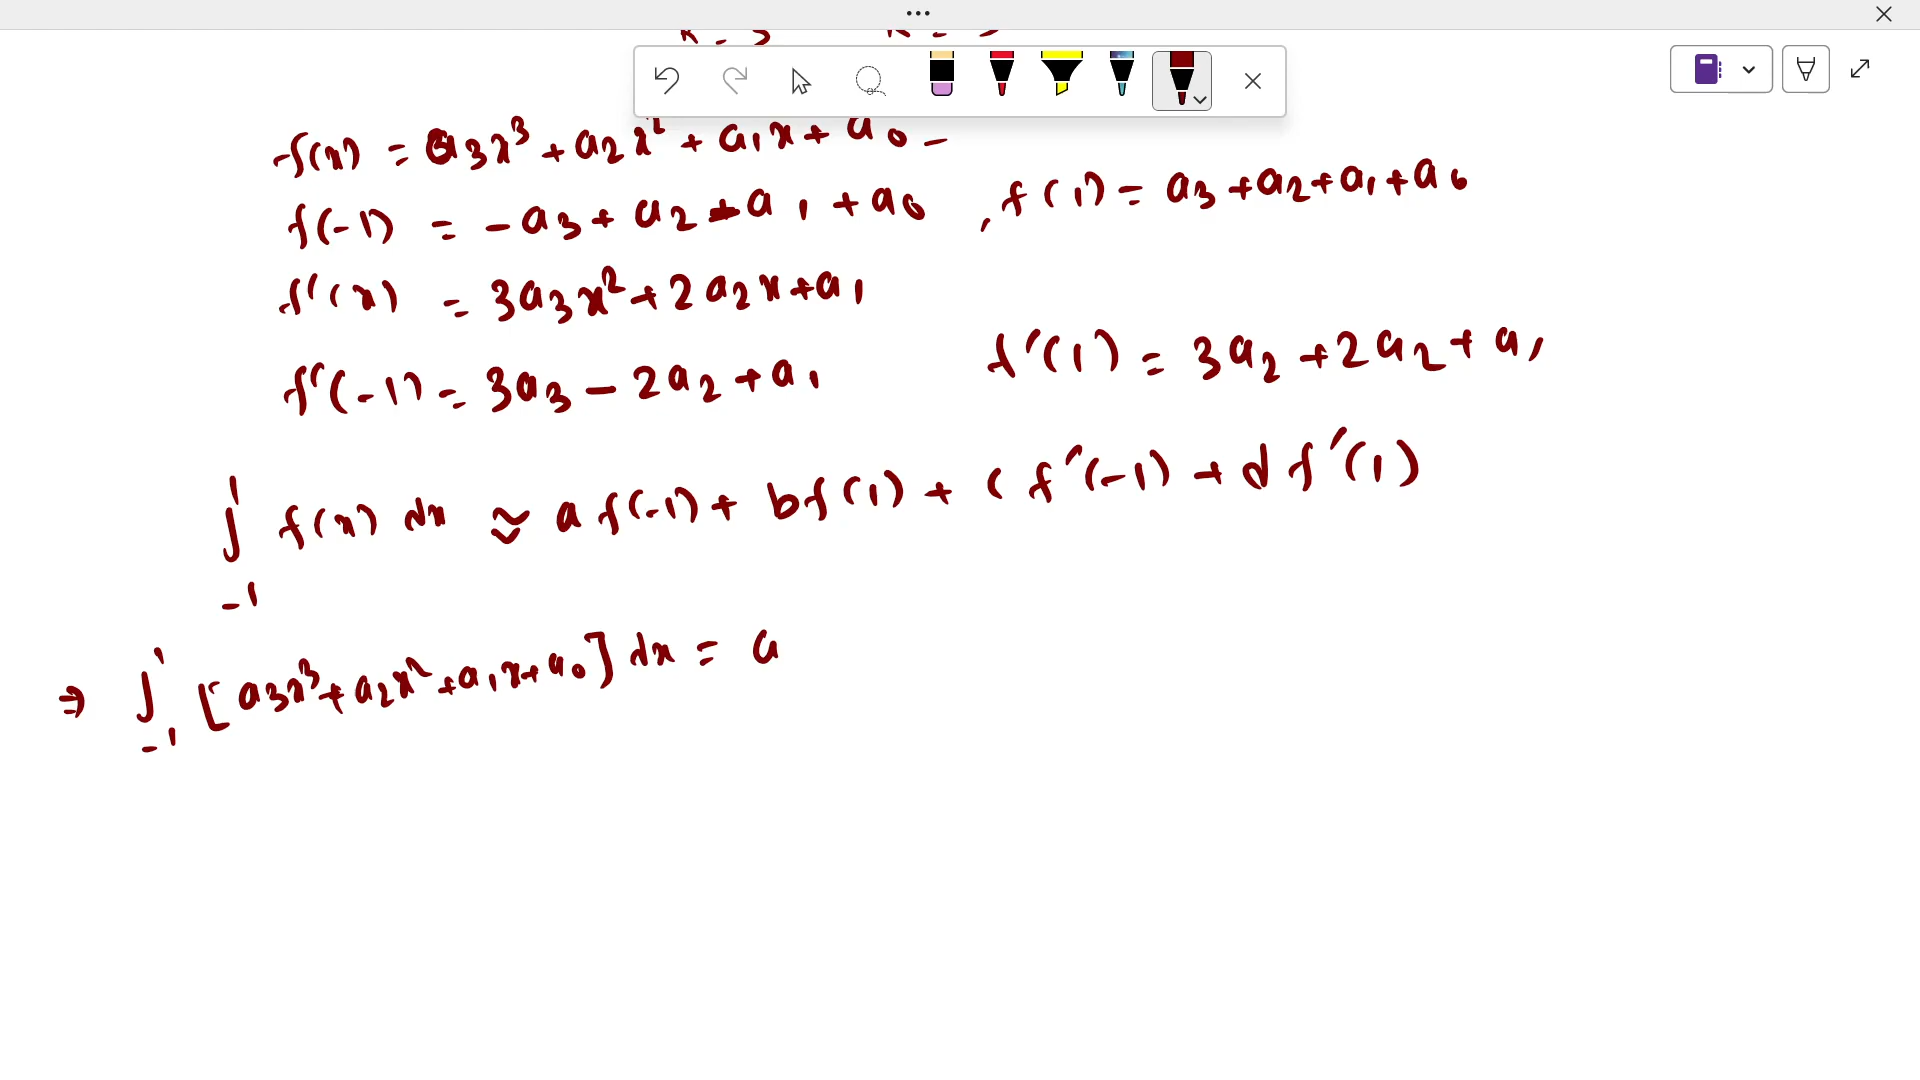 f(x) = a₃x³ + a₂x² + a₁x + a₀ –
f(-1) = -a₃ + a₂ - a₁ + a₀ , f(1) = a₃ + a₂ + a₁ + a₀
f'(x) = 3a₃x² + 2a₂x + a₁
f'(-1) = 3a₃ - 2a₂ + a₁ f'(1) = 3a₂ + 2a₂ + a₁
∫₋₁¹ f(x) dx ≈ a f(-1) + b f(1) + c f'(-1) + d f'(1)
⇒ ∫₋₁¹ [a₃x³ + a₂x² + a₁x + a₀] dx = a